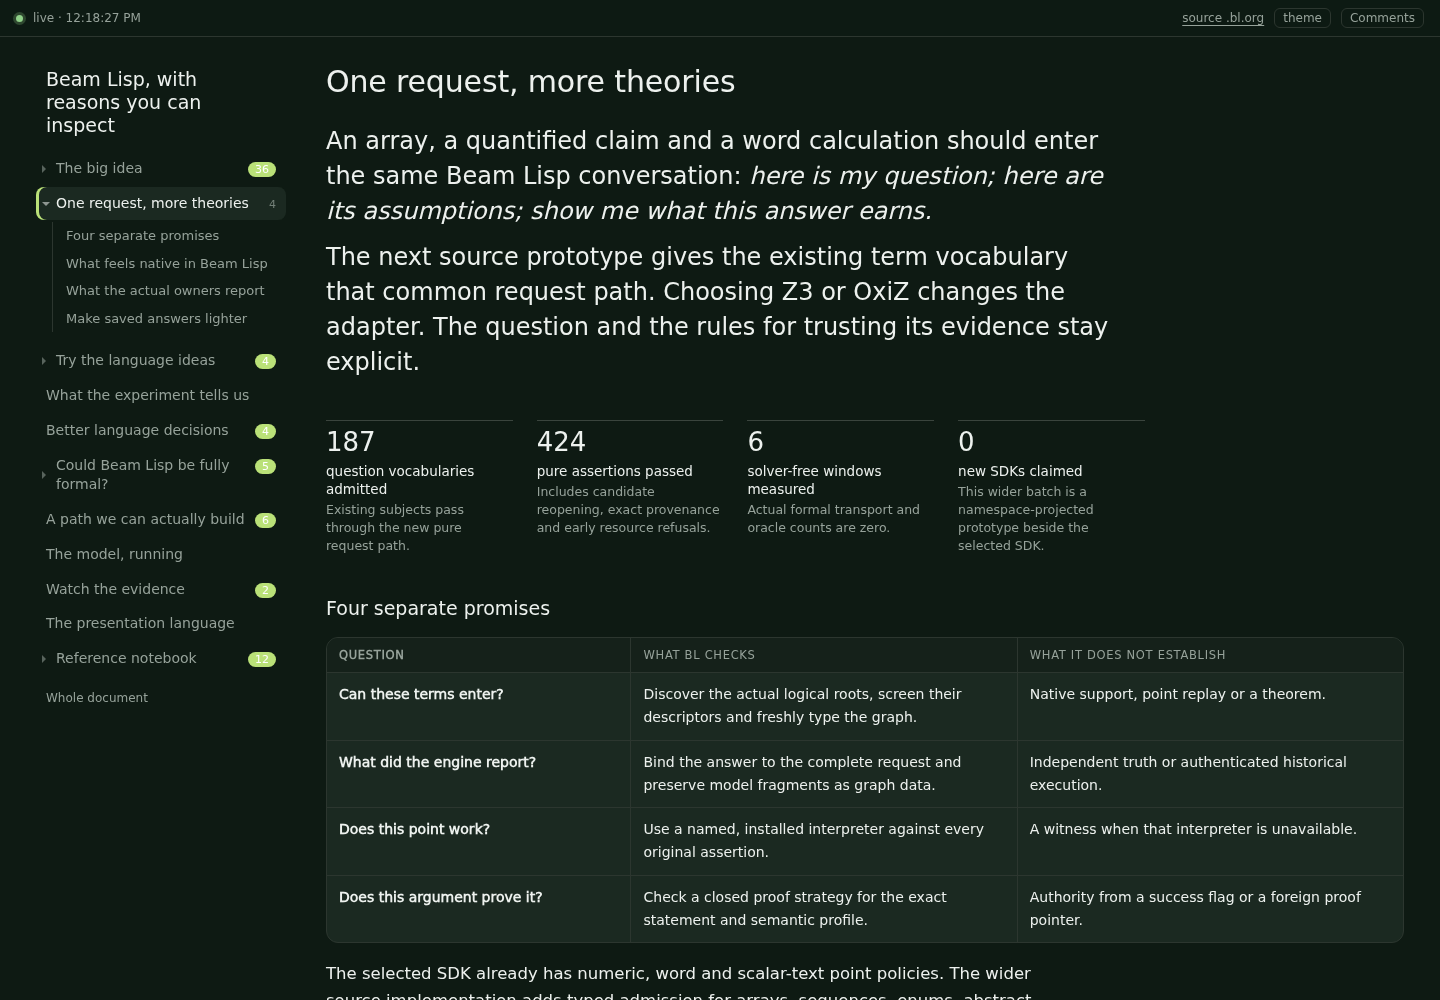 live · 12:18:27 PM
source .bl.org
theme
Comments
Beam Lisp, with
reasons you can
inspect
The big idea
36
One request, more theories
4
Four separate promises
What feels native in Beam Lisp
What the actual owners report
Make saved answers lighter
Try the language ideas
4
What the experiment tells us
Better language decisions
4
Could Beam Lisp be fully
formal?
5
A path we can actually build
6
The model, running
Watch the evidence
2
The presentation language
Reference notebook
12
Whole document
One request, more theories
An array, a quantified claim and a word calculation should enter
the same Beam Lisp conversation: here is my question; here are
its assumptions; show me what this answer earns.
The next source prototype gives the existing term vocabulary
that common request path. Choosing Z3 or OxiZ changes the
adapter. The question and the rules for trusting its evidence stay
explicit.
187
question vocabularies
admitted
Existing subjects pass
through the new pure
request path.
424
pure assertions passed
Includes candidate
reopening, exact provenance
and early resource refusals.
6
solver-free windows
measured
Actual formal transport and
oracle counts are zero.
0
new SDKs claimed
This wider batch is a
namespace-projected
prototype beside the
selected SDK.
Four separate promises
QUESTION
WHAT BL CHECKS
WHAT IT DOES NOT ESTABLISH
Can these terms enter?
Discover the actual logical roots, screen their
descriptors and freshly type the graph.
Native support, point replay or a theorem.
What did the engine report?
Bind the answer to the complete request and
preserve model fragments as graph data.
Independent truth or authenticated historical
execution.
Does this point work?
Use a named, installed interpreter against every
original assertion.
A witness when that interpreter is unavailable.
Does this argument prove it?
Check a closed proof strategy for the exact
statement and semantic profile.
Authority from a success flag or a foreign proof
pointer.
The selected SDK already has numeric, word and scalar-text point policies. The wider
source implementation adds typed admission for arrays, sequences, enums, abstract